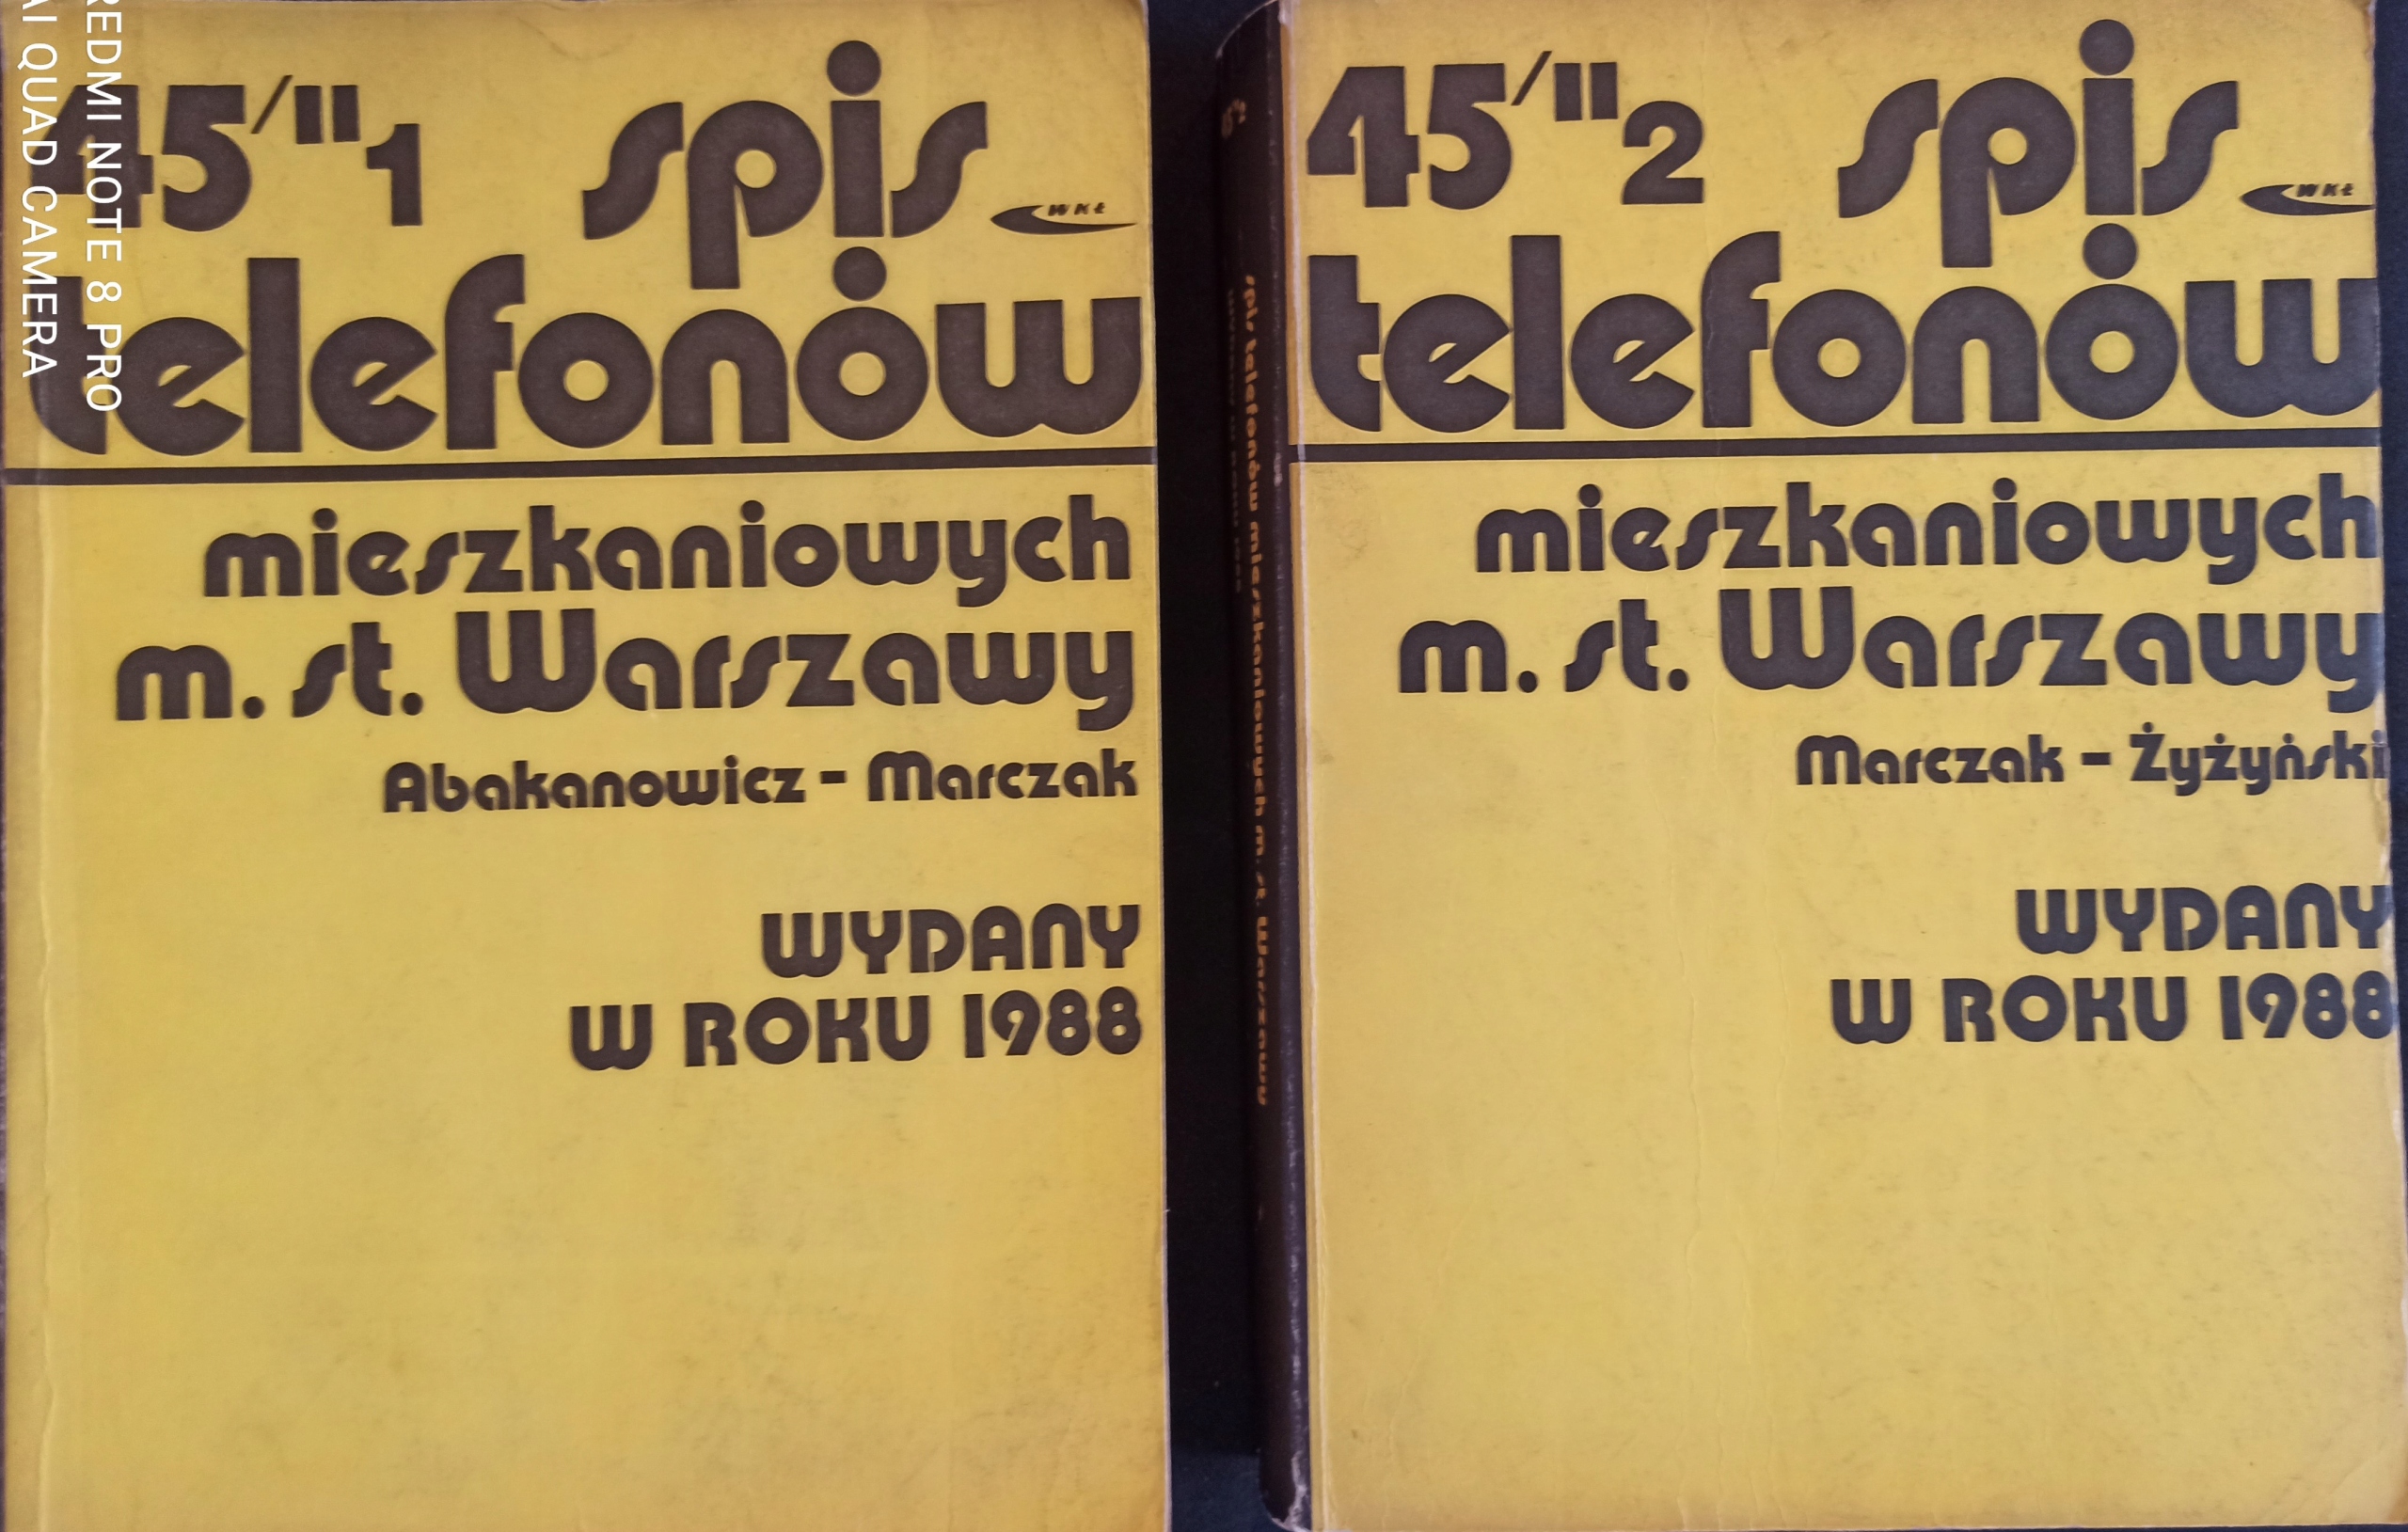 45/II 1 spis
WKŁ
telefonów
mieszkaniowych
m. st. Warszawy
Abakanowicz - Marczak
WYDANY
W ROKU 1988
45/II 2 spis
WKŁ
telefonów
mieszkaniowych
m. st. Warszawy
Marczak - Żyżyński
WYDANY
W ROKU 1988
spis telefonów mieszkaniowych m. st. Warszawy
REDMI NOTE 8 PRO
AI QUAD CAMERA